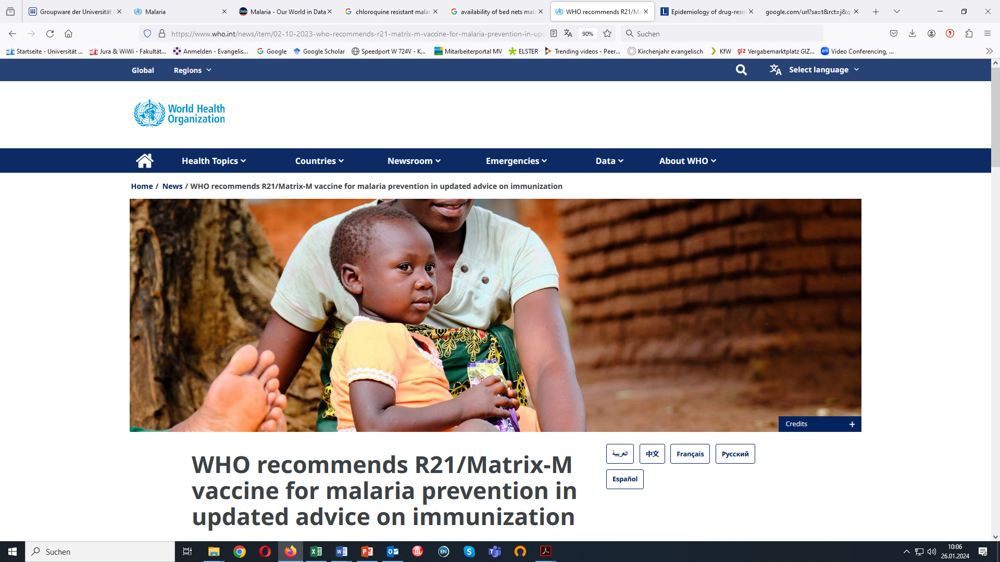 Groupware der Universität
Malaria
Malaria - Our World in Data
chloroquine resistant malar
availability of bed nets mala
WHO recommends R21/Ma
Epidemiology of drug-resis
google.com/url?sa=t&rct=j&q=
https://www.who.int/news/item/02-10-2023-who-recommends-r21-matrix-m-vaccine-for-malaria-prevention-in-upd
90%
Suchen
Startseite - Universität ...
Jura & WiWi - Fakultät...
Anmelden - Evangelis...
Google
Google Scholar
Speedport W 724V - K...
Mitarbeiterportal MV
ELSTER
Trending videos - Peer...
Kirchenjahr evangelisch
KfW
giz Vergabemarktplatz GIZ...
zm Video Conferencing, ...
Global
Regions
Select language
World Health
Organization
Health Topics
Countries
Newsroom
Emergencies
Data
About WHO
Home / News / WHO recommends R21/Matrix-M vaccine for malaria prevention in updated advice on immunization
Credits +
WHO recommends R21/Matrix-M
vaccine for malaria prevention in
updated advice on immunization
العربية
中文
Français
Русский
Español
Suchen
EN
10:06
26.01.2024